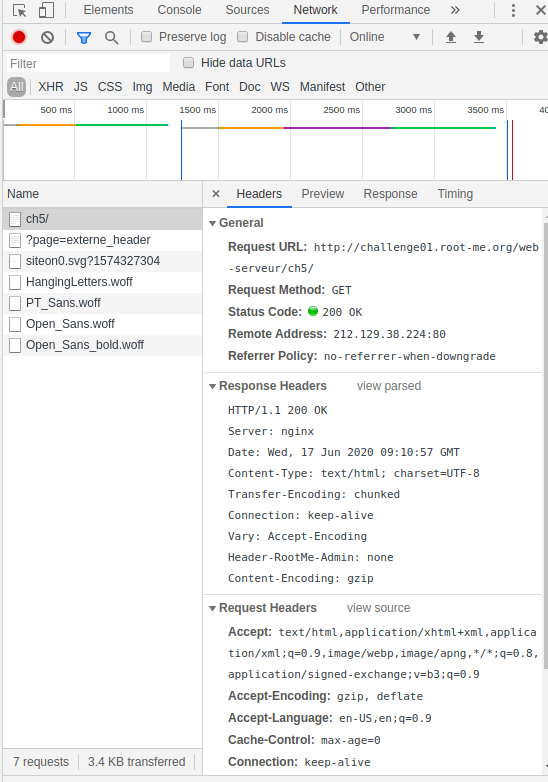 Elements Console Sources Network Performance »
Preserve log Disable cache Online
Filter Hide data URLs
All XHR JS CSS Img Media Font Doc WS Manifest Other
500 ms 1000 ms 1500 ms 2000 ms 2500 ms 3000 ms 3500 ms 40
Name
ch5/
?page=externe_header
siteon0.svg?1574327304
HangingLetters.woff
PT_Sans.woff
Open_Sans.woff
Open_Sans_bold.woff
7 requests 3.4 KB transferred
× Headers Preview Response Timing
General
Request URL: http://challenge01.root-me.org/web
-serveur/ch5/
Request Method: GET
Status Code: 200 OK
Remote Address: 212.129.38.224:80
Referrer Policy: no-referrer-when-downgrade
Response Headers view parsed
HTTP/1.1 200 OK
Server: nginx
Date: Wed, 17 Jun 2020 09:10:57 GMT
Content-Type: text/html; charset=UTF-8
Transfer-Encoding: chunked
Connection: keep-alive
Vary: Accept-Encoding
Header-RootMe-Admin: none
Content-Encoding: gzip
Request Headers view source
Accept: text/html,application/xhtml+xml,applica
tion/xml;q=0.9,image/webp,image/apng,*/*;q=0.8,
application/signed-exchange;v=b3;q=0.9
Accept-Encoding: gzip, deflate
Accept-Language: en-US,en;q=0.9
Cache-Control: max-age=0
Connection: keep-alive